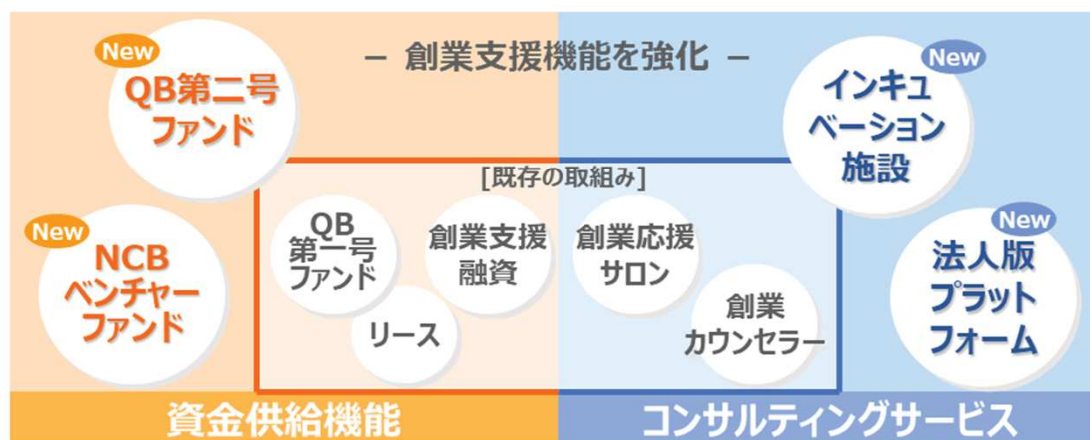 － 創業支援機能を強化 －
New
QB第二号
ファンド
New
NCB
ベンチャー
ファンド
[既存の取組み]
QB
第一号
ファンド
リース
創業支援
融資
創業応援
サロン
創業
カウンセラー
New
インキュ
ベーション
施設
New
法人版
プラット
フォーム
資金供給機能
コンサルティングサービス